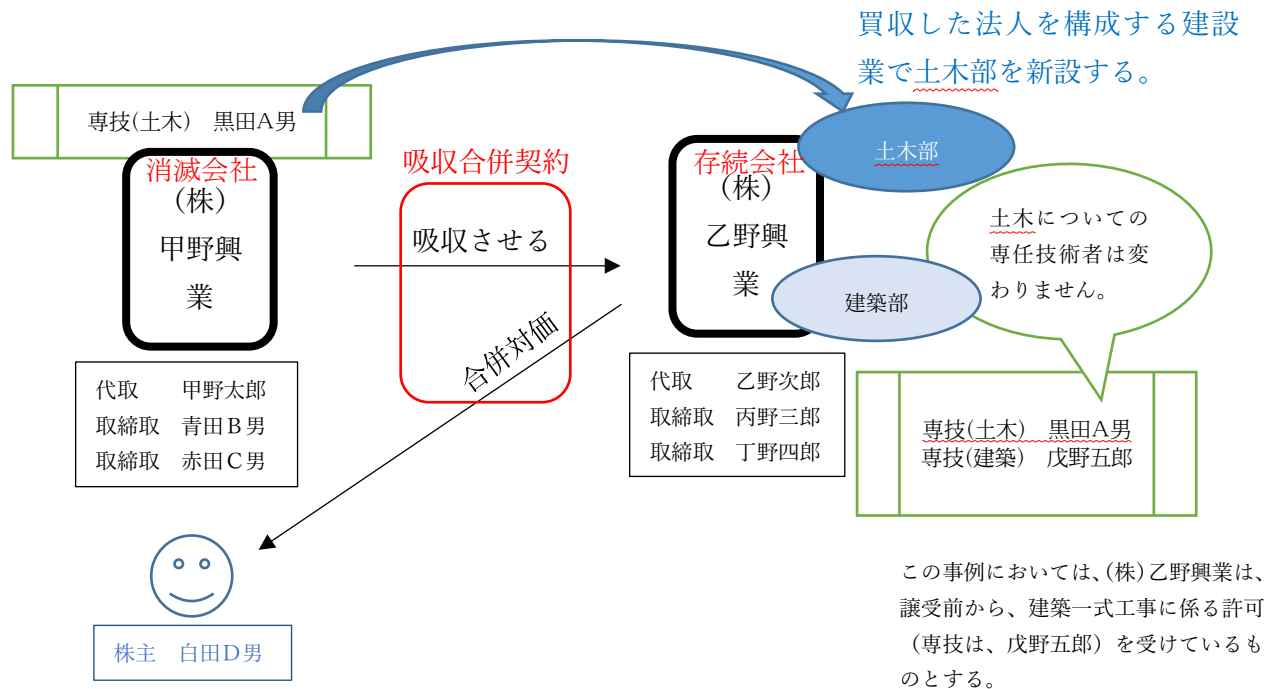 買収した法人を構成する建設
業で土木部を新設する。
専技(土木) 黒田A男
消滅会社
(株)
甲野興
業
吸収合併契約
吸収させる
合併対価
存続会社
(株)
乙野興
業
土木部
建築部
土木についての
専任技術者は変
わりません。
代取 甲野太郎
取締取 青田B男
取締取 赤田C男
代取 乙野次郎
取締取 丙野三郎
取締取 丁野四郎
専技(土木) 黒田A男
専技(建築) 戊野五郎
株主 白田D男
この事例においては、(株)乙野興業は、
譲受前から、建築一式工事に係る許可
(専技は、戊野五郎)を受けているも
のとする。